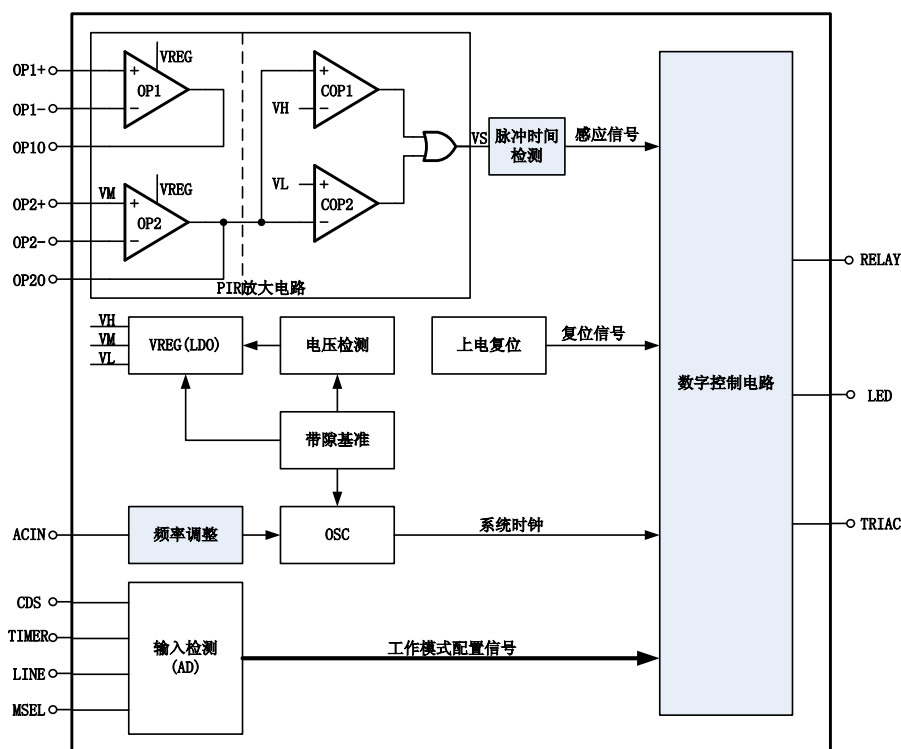 OP1+
OP1-
OP1O
OP2+
OP2-
OP2O
VREG
+
OP1
-
VM
VREG
+
OP2
-
+
COP1
VH
-
VL
+
COP2
-
PIR放大电路
VS
脉冲时间
检测
感应信号
VH
VM
VL
VREG(LDO)
电压检测
上电复位
复位信号
带隙基准
数字控制电路
RELAY
LED
TRIAC
ACIN
频率调整
OSC
系统时钟
CDS
TIMER
LINE
MSEL
输入检测
(AD)
工作模式配置信号